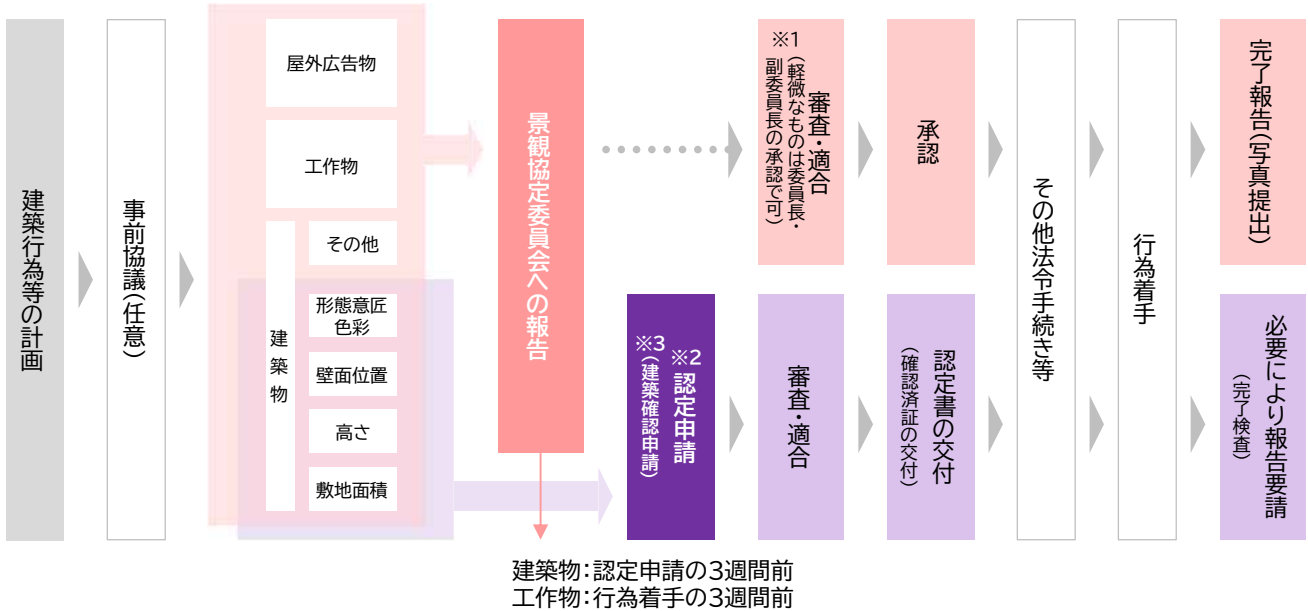 建築行為等の計画
事前協議(任意)
屋外広告物
工作物
建築物
その他
形態意匠
色彩
壁面位置
高さ
敷地面積
景観協定委員会への報告
建築物:認定申請の3週間前
工作物:行為着手の3週間前
※1
審査・適合
(軽微なものは委員長・
副委員長の承認で可)
承認
※2 認定申請
※3(建築確認申請)
審査・適合
認定書の交付
(確認済証の交付)
その他法令手続き等
行為着手
完了報告(写真提出)
必要により報告要請
(完了検査)